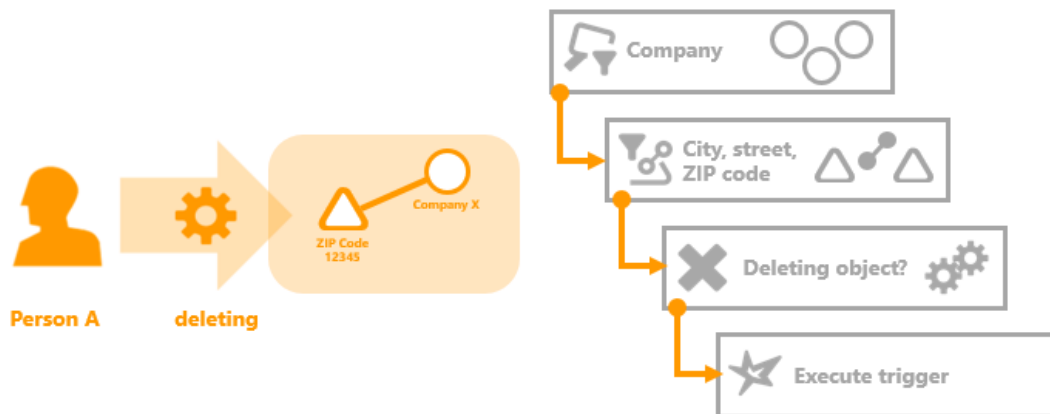 Person A
deleting
ZIP Code
12345
Company X
Company
City, street,
ZIP code
Deleting object?
Execute trigger